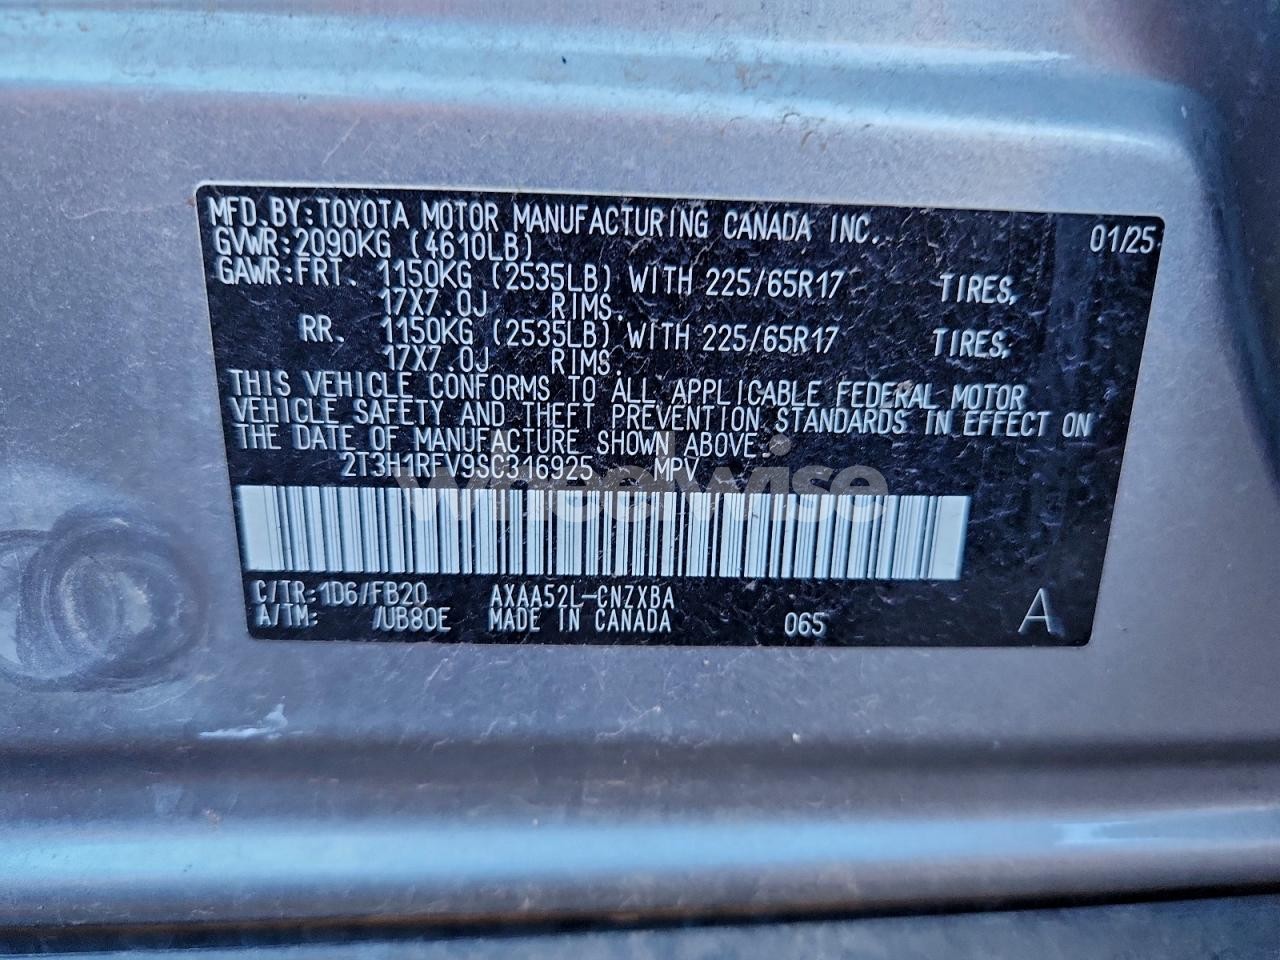 MFD.BY:TOYOTA MOTOR MANUFACTURING CANADA INC. 01/25
GVWR:2090KG (4610LB)
GAWR:FRT. 1150KG (2535LB) WITH 225/65R17 TIRES,
17X7.0J RIMS.
RR. 1150KG (2535LB) WITH 225/65R17 TIRES,
17X7.0J RIMS.
THIS VEHICLE CONFORMS TO ALL APPLICABLE FEDERAL MOTOR
VEHICLE SAFETY AND THEFT PREVENTION STANDARDS IN EFFECT ON
THE DATE OF MANUFACTURE SHOWN ABOVE.
2T3H1RFV9SC316925 MPV
wheelwise
C/TR:1D6/FB20 AXAA52L-CNZXBA
A/TM: /UB80E MADE IN CANADA 065 A